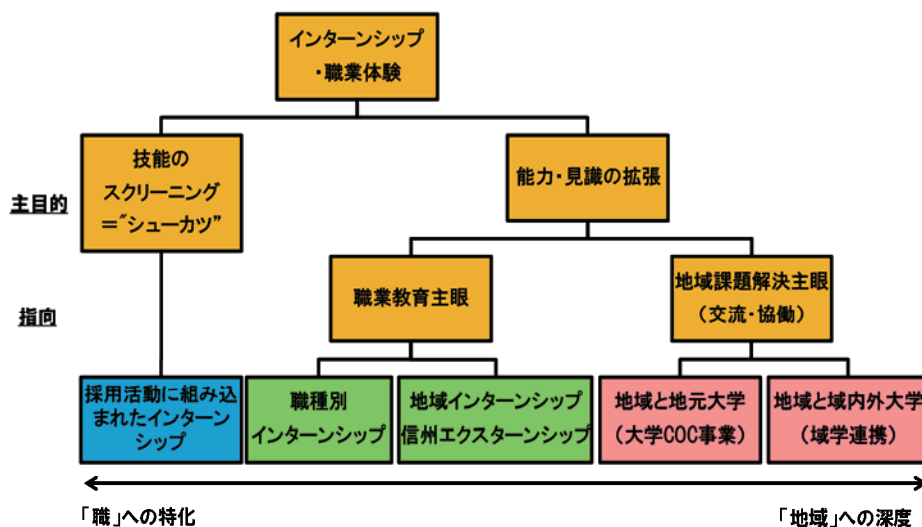 インターンシップ
・職業体験
技能の
スクリーニング
=”シューカツ”
能力・見識の拡張
主目的
職業教育主眼
地域課題解決主眼
(交流・協働)
指向
採用活動に組み込
まれたインターン
シップ
職種別
インターンシップ
地域インターンシップ
信州エクスターンシップ
地域と地元大学
(大学COC事業)
地域と域内外大学
(域学連携)
「職」への特化
「地域」への深度